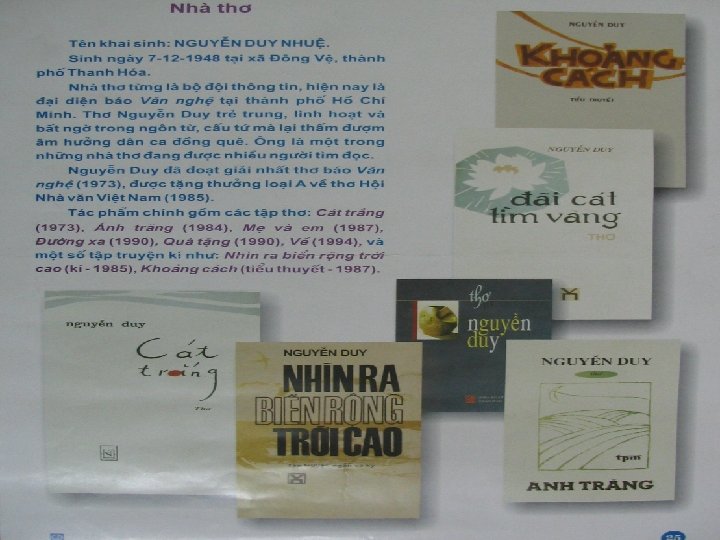 Nhà thơ
Tên khai sinh: NGUYỄN DUY NHUỆ.
Sinh ngày 7-12-1948 tại xã Đông Vệ, thành
phố Thanh Hóa.
Nhà thơ từng là bộ đội thông tin, hiện nay là
đại diện báo Văn nghệ tại thành phố Hồ Chí
Minh. Thơ Nguyễn Duy trẻ trung, linh hoạt và
bất ngờ trong ngôn từ, cấu tứ mà lại thấm đượm
âm hưởng dân ca đồng quê. Ông là một trong
những nhà thơ đang được nhiều người tìm đọc.
Nguyễn Duy đã đoạt giải nhất thơ báo Văn
nghệ (1973), được tặng thưởng loại A về thơ Hội
Nhà văn Việt Nam (1985).
Tác phẩm chính gồm các tập thơ: Cát trắng
(1973), Ánh trăng (1984), Mẹ và em (1987),
Đường xa (1990), Quà tặng (1990), Về (1994), và
một số tập truyện kí như: Nhìn ra biển rộng trời
cao (kí - 1985), Khoảng cách (tiểu thuyết - 1987).
NGUYỄN DUY
KHOẢNG
CÁCH
TIỂU THUYẾT
NGUYỄN DUY
đãi cát
tìm vàng
THƠ
thơ
nguyễn
duy
nguyễn duy
Cát
trắng
Thơ
NGUYỄN DUY
NHÌN RA
BIỂN RỘNG
TRỜI CAO
NGUYỄN DUY
thơ
tpm
ÁNH TRĂNG
25